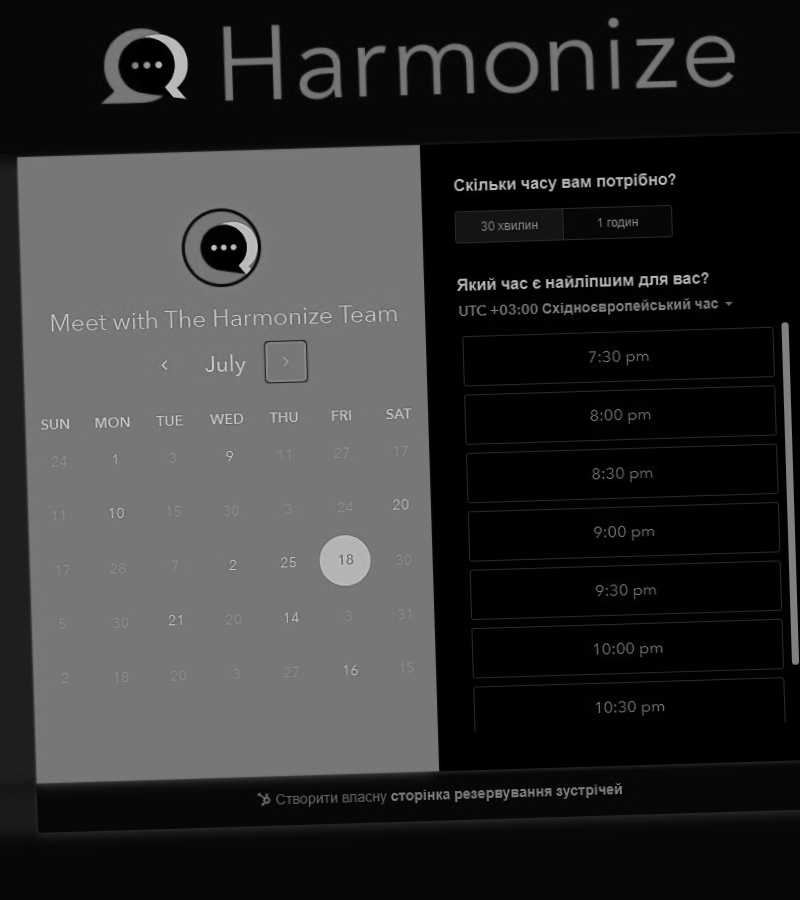 Harmonize
Meet with The Harmonize Team
July
SUN MON TUE WED THU FRI SAT
24 1 3 9 11 27 17
11 10 15 30 3 24 20
17 28 7 2 25 18 30
5 30 21 20 14 3 31
2 18 20 3 27 16 15
Скільки часу вам потрібно?
30 хвилин 1 годин
Який час є найліпшим для вас?
UTC +03:00 Східноєвропейський час
7:30 pm
8:00 pm
8:30 pm
9:00 pm
9:30 pm
10:00 pm
10:30 pm
Створити власну сторінка резервування зустрічей